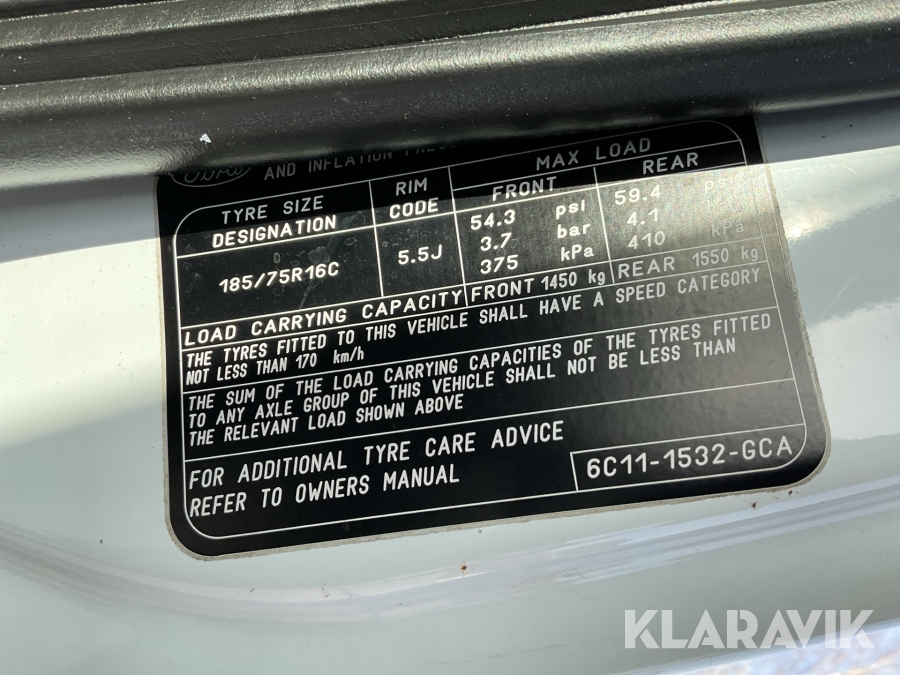 Ford
AND INFLATION
MAX LOAD
TYRE SIZE
DESIGNATION
RIM
CODE
FRONT
REAR
185/75R16C
5.5J
54.3 psi
3.7 bar
375 kPa
59.4 psi
4.1
410 kPa
LOAD CARRYING CAPACITY FRONT 1450 kg REAR 1550 kg
THE TYRES FITTED TO THIS VEHICLE SHALL HAVE A SPEED CATEGORY
NOT LESS THAN 170 km/h
THE SUM OF THE LOAD CARRYING CAPACITIES OF THE TYRES FITTED
TO ANY AXLE GROUP OF THIS VEHICLE SHALL NOT BE LESS THAN
THE RELEVANT LOAD SHOWN ABOVE
FOR ADDITIONAL TYRE CARE ADVICE
REFER TO OWNERS MANUAL
6C11-1532-GCA
KLARAVIK